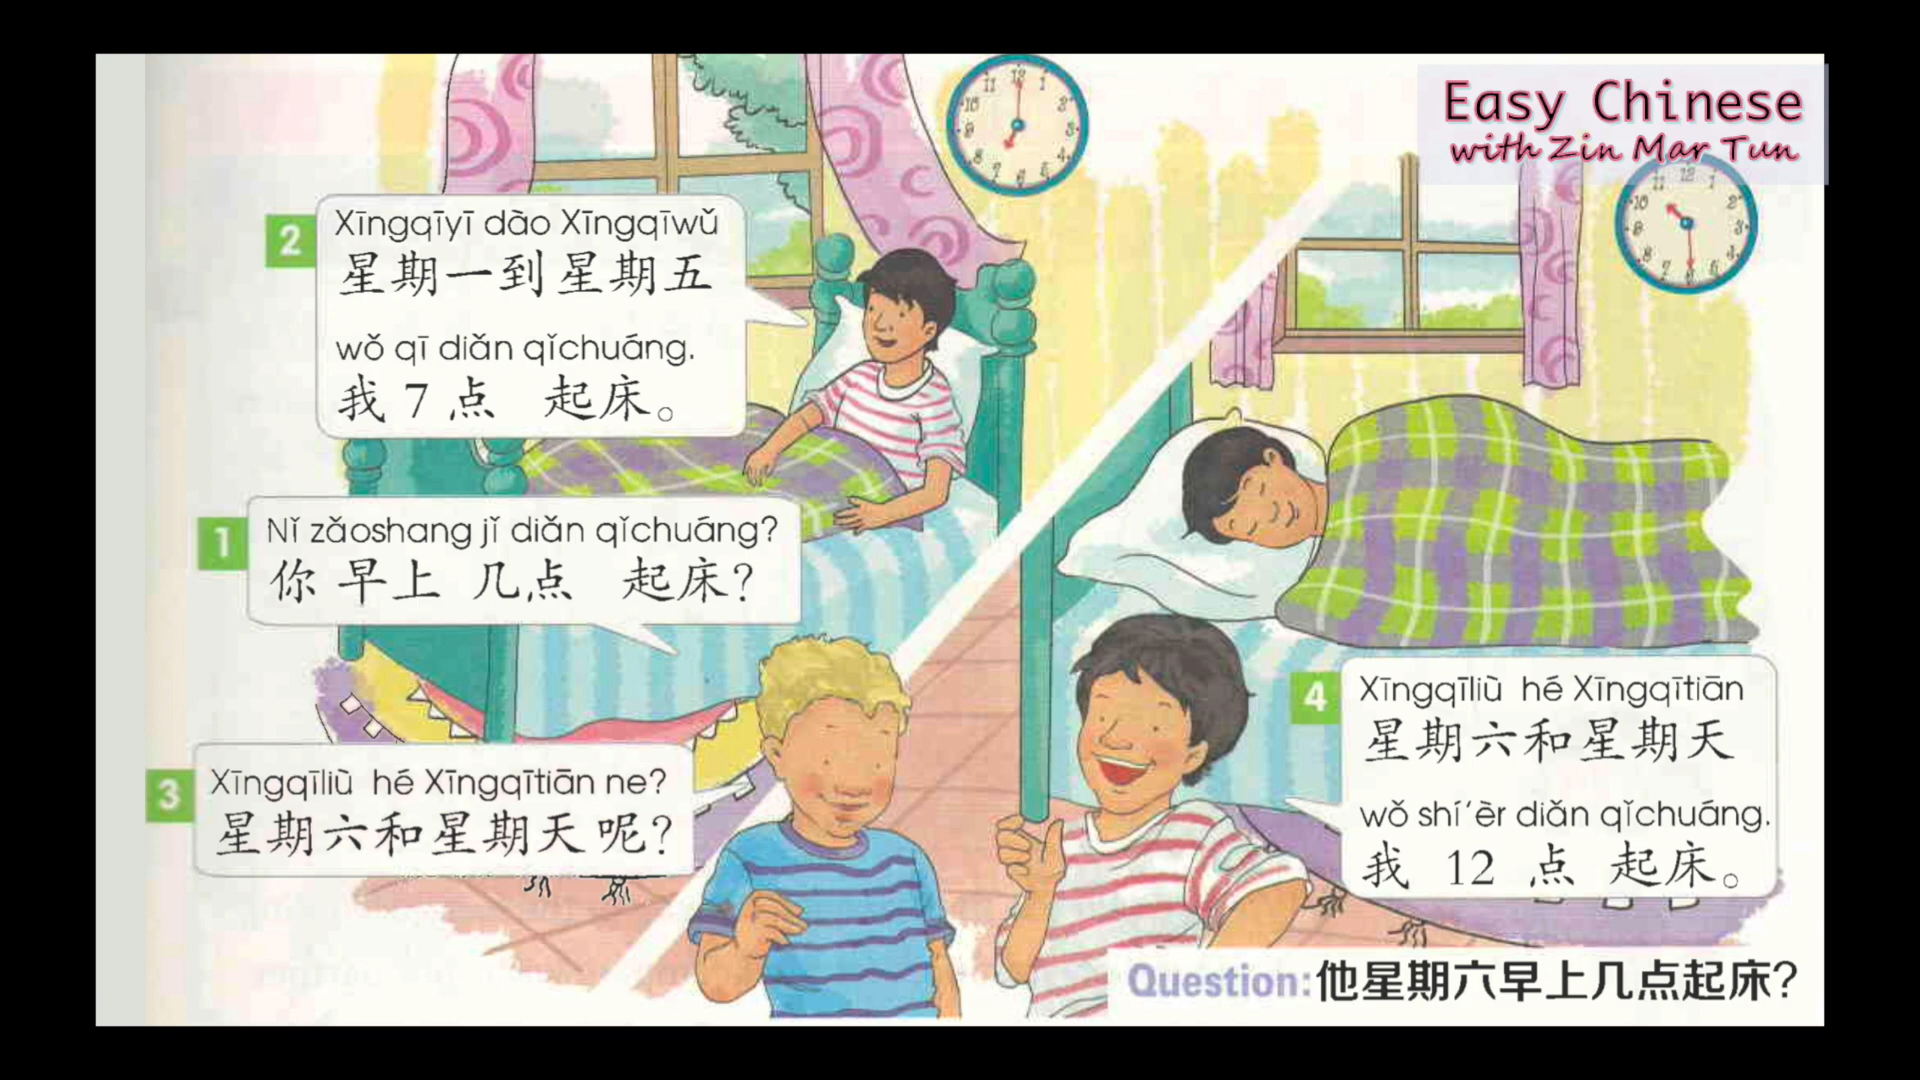 Easy Chinese
with Zin Mar Tun
2
Xīngqīyī dào Xīngqīwǔ
星期一到星期五
wǒ qī diǎn qǐchuáng.
我 7 点 起床。
1
Nǐ zǎoshang jǐ diǎn qǐchuáng?
你 早上 几点 起床?
3
Xīngqīliù hé Xīngqītiān ne?
星期六和星期天呢?
4
Xīngqīliù hé Xīngqītiān
星期六和星期天
wǒ shí'èr diǎn qǐchuáng.
我 12 点 起床。
Question:他星期六早上几点起床?